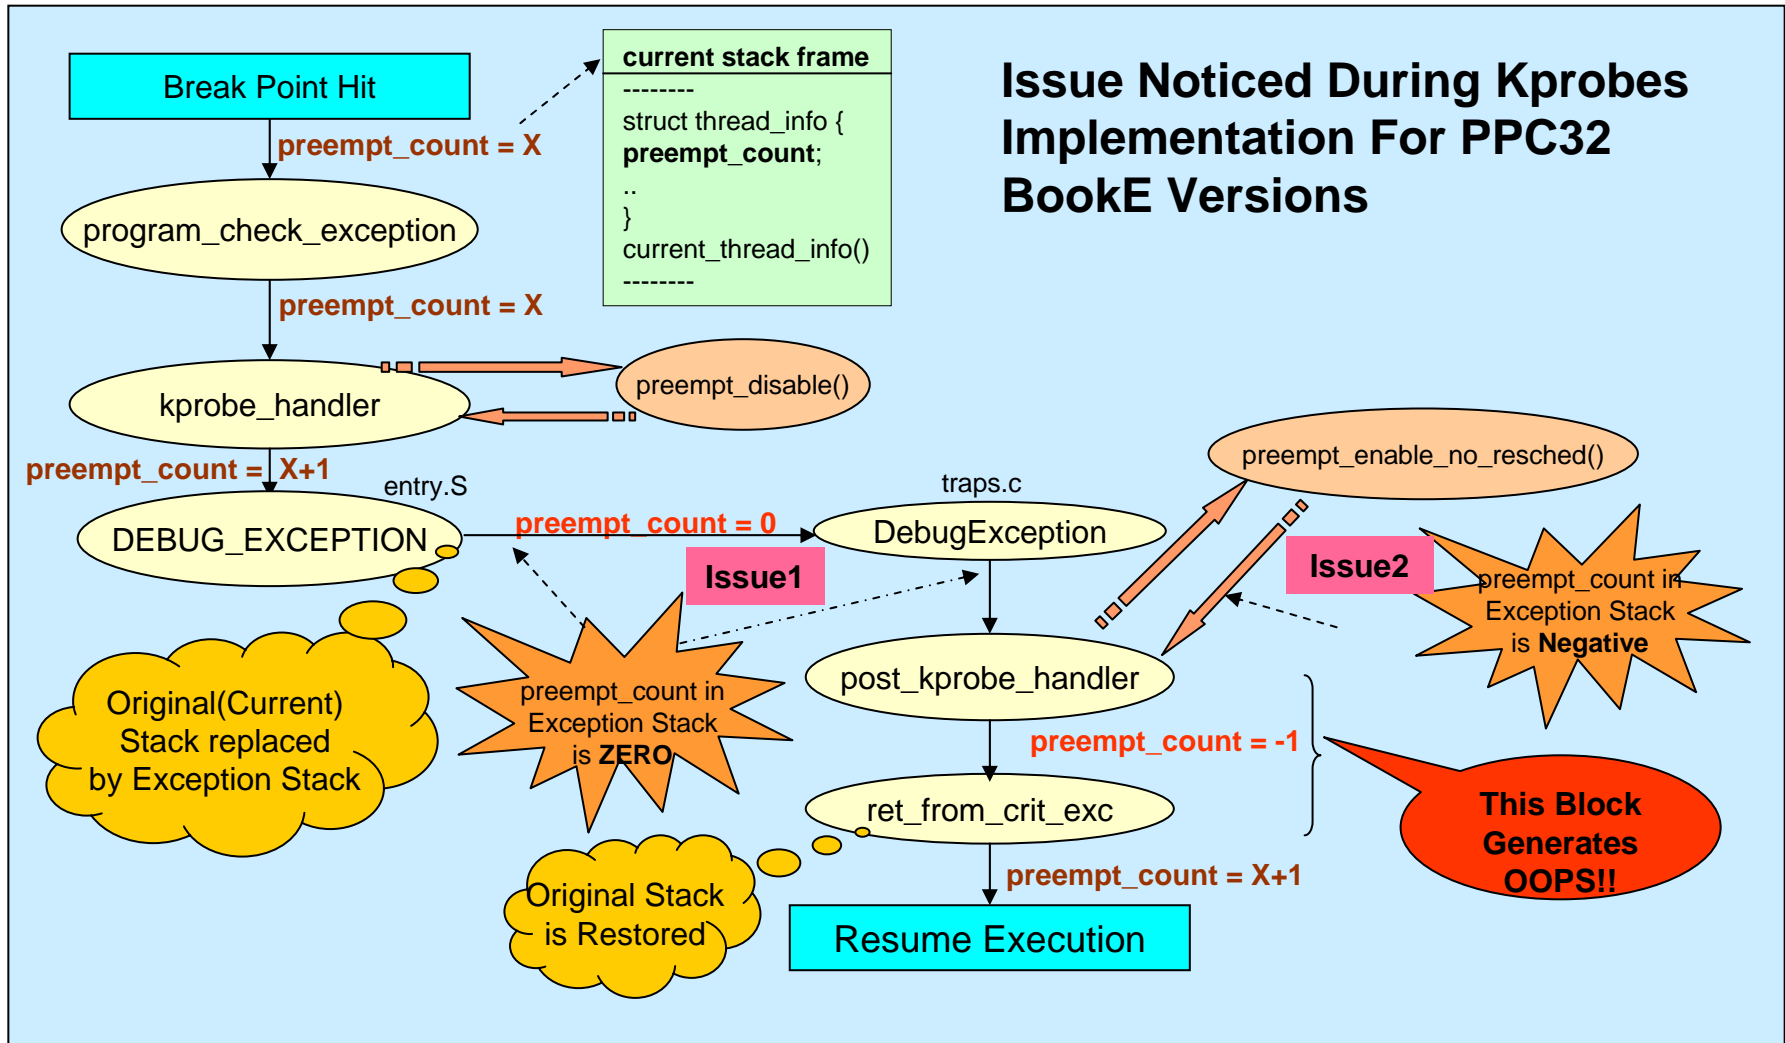 Issue Noticed During Kprobes
Implementation For PPC32
BookE Versions
Break Point Hit
current stack frame
--------
struct thread_info {
preempt_count;
..
}
current_thread_info()
--------
preempt_count = X
program_check_exception
preempt_count = X
kprobe_handler
preempt_disable()
preempt_count = X+1
entry.S
DEBUG_EXCEPTION
preempt_count = 0
traps.c
DebugException
preempt_enable_no_resched()
Issue1
Issue2
preempt_count in
Exception Stack
is Negative
Original(Current)
Stack replaced
by Exception Stack
preempt_count in
Exception Stack
is ZERO
post_kprobe_handler
preempt_count = -1
ret_from_crit_exc
This Block
Generates
OOPS!!
Original Stack
is Restored
preempt_count = X+1
Resume Execution